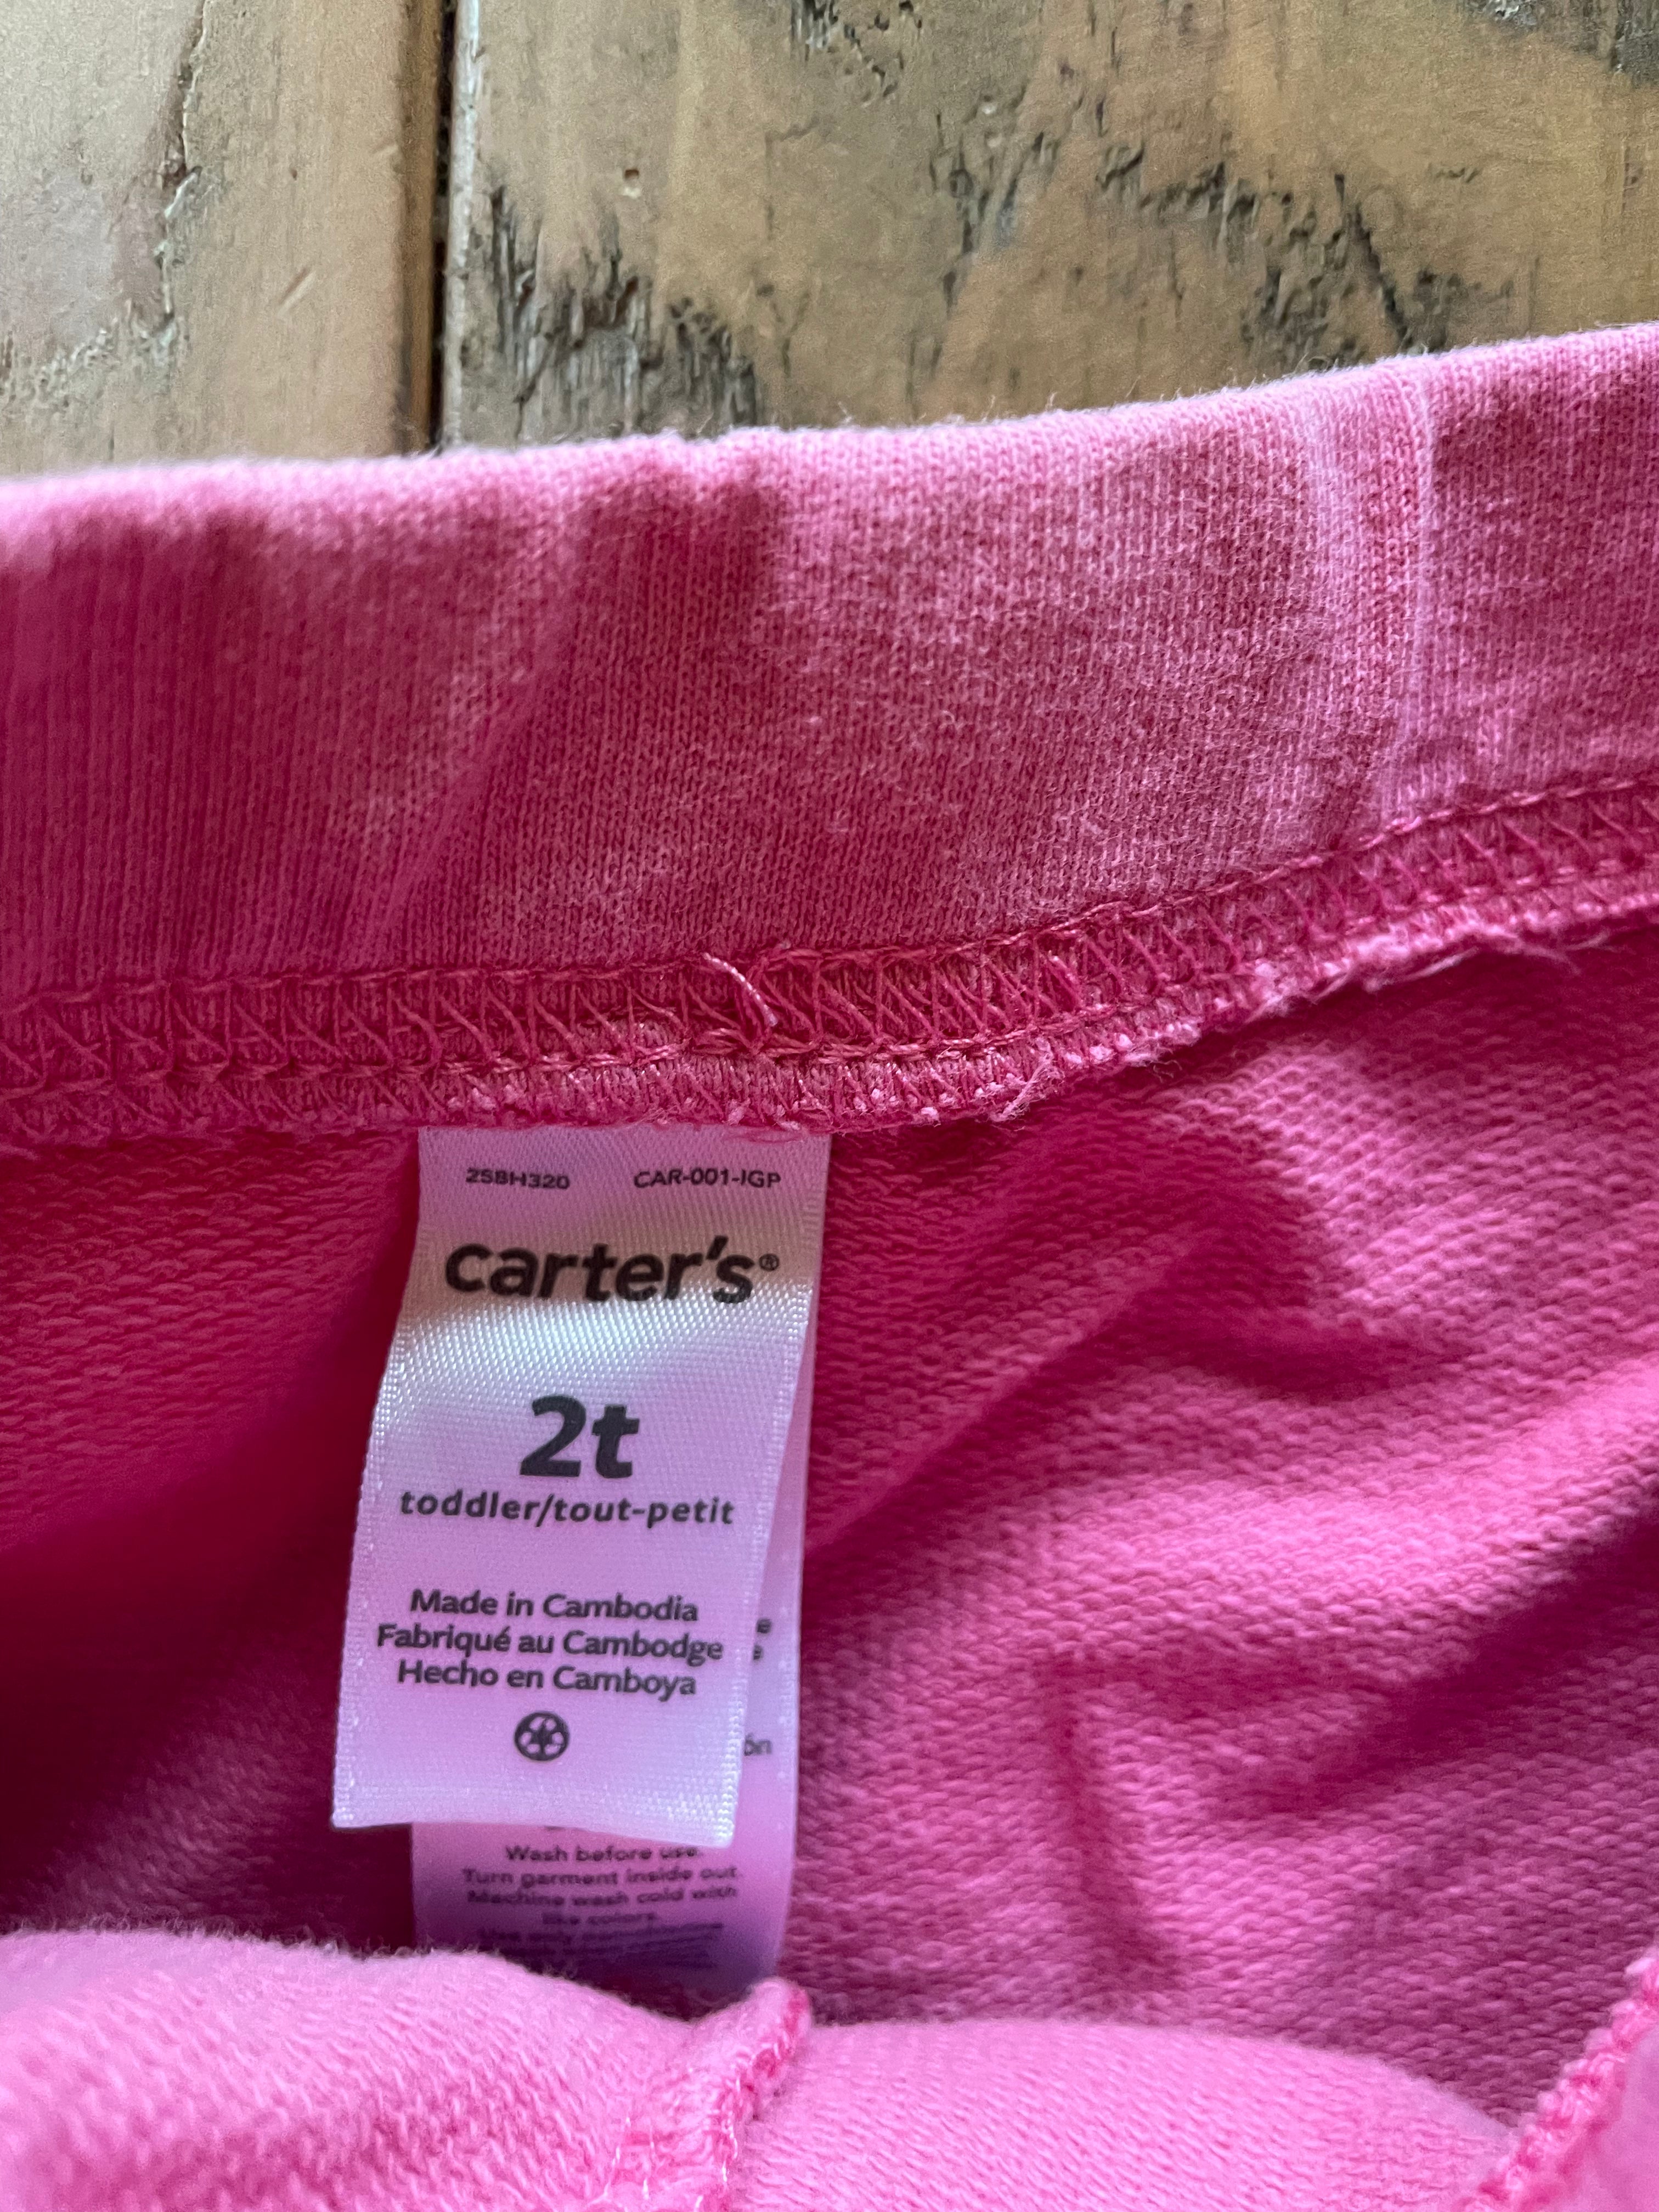 2SBH320 CAR-001-IGP
carter's®
2t
toddler/tout-petit
Made in Cambodia
Fabriqué au Cambodge
Hecho en Camboya
e
e
ón
Wash before use.
Turn garment inside out.
Machine wash cold with
like colors.